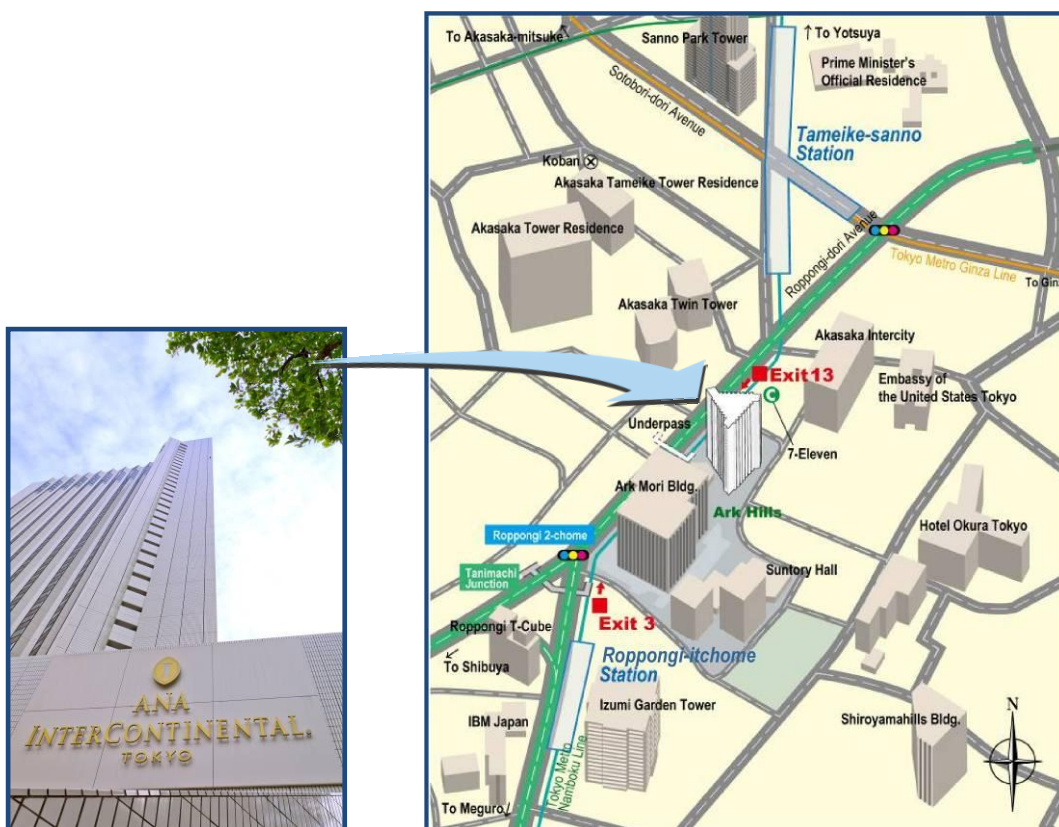 ANA
INTERCONTINENTAL®
TOKYO
To Akasaka-mitsuke
Sanno Park Tower
To Yotsuya
Prime Minister's
Official Residence
Sotobori-dori Avenue
Tameike-sanno
Station
Koban
Akasaka Tameike Tower Residence
Akasaka Tower Residence
Roppongi-dori Avenue
Tokyo Metro Ginza Line
To Ginz
Akasaka Twin Tower
Akasaka Intercity
Exit 13
Embassy of
the United States Tokyo
C
Underpass
7-Eleven
Ark Mori Bldg.
Ark Hills
Hotel Okura Tokyo
Roppongi 2-chome
Tanimachi
Junction
Suntory Hall
Exit 3
Roppongi T-Cube
To Shibuya
Roppongi-itchome
Station
Izumi Garden Tower
IBM Japan
Shiroyamahills Bldg.
N
Tokyo Metro
Namboku Line
To Meguro